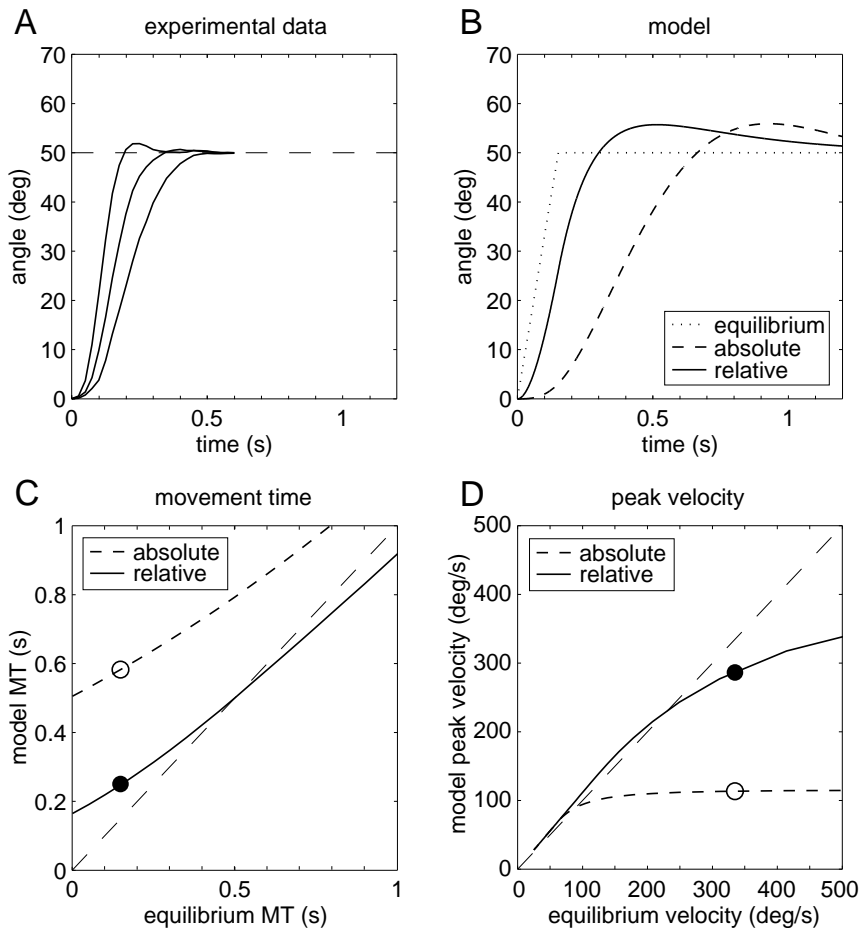 A
experimental data
70
60
50
40
30
20
10
0
angle (deg)
0
0.5
1
time (s)
B
model
70
60
50
40
30
20
10
0
angle (deg)
equilibrium
absolute
relative
0
0.5
1
time (s)
C
movement time
1
0.8
0.6
0.4
0.2
0
model MT (s)
absolute
relative
0
0.5
1
equilibrium MT (s)
D
peak velocity
500
400
300
200
100
0
model peak velocity (deg/s)
absolute
relative
0
100
200
300
400
500
equilibrium velocity (deg/s)